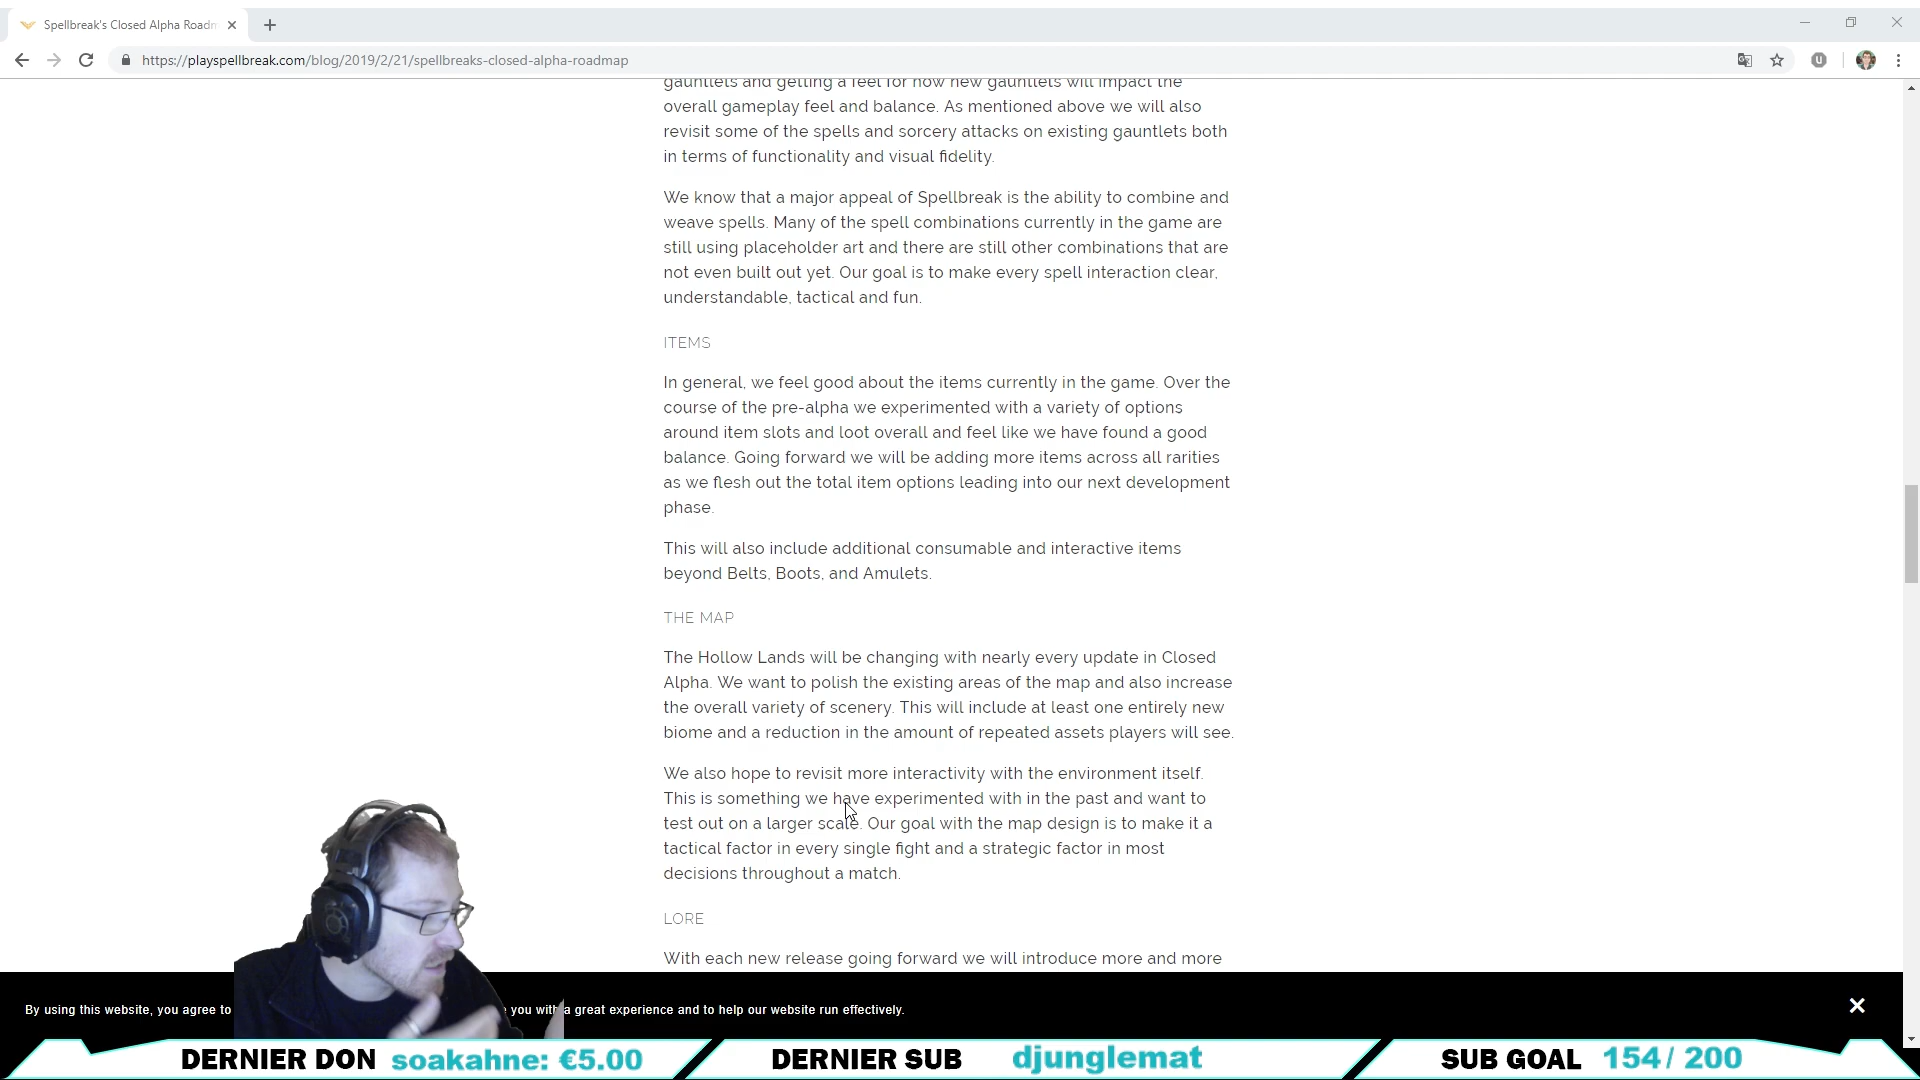 Spellbreak's Closed Alpha Roadm
https://playspellbreak.com/blog/2019/2/21/spellbreaks-closed-alpha-roadmap
gauntlets and getting a feel for how new gauntlets will impact the
overall gameplay feel and balance. As mentioned above we will also
revisit some of the spells and sorcery attacks on existing gauntlets both
in terms of functionality and visual fidelity.
We know that a major appeal of Spellbreak is the ability to combine and
weave spells. Many of the spell combinations currently in the game are
still using placeholder art and there are still other combinations that are
not even built out yet. Our goal is to make every spell interaction clear,
understandable, tactical and fun.
ITEMS
In general, we feel good about the items currently in the game. Over the
course of the pre-alpha we experimented with a variety of options
around item slots and loot overall and feel like we have found a good
balance. Going forward we will be adding more items across all rarities
as we flesh out the total item options leading into our next development
phase.
This will also include additional consumable and interactive items
beyond Belts, Boots, and Amulets.
THE MAP
The Hollow Lands will be changing with nearly every update in Closed
Alpha. We want to polish the existing areas of the map and also increase
the overall variety of scenery. This will include at least one entirely new
biome and a reduction in the amount of repeated assets players will see.
We also hope to revisit more interactivity with the environment itself.
This is something we have experimented with in the past and want to
test out on a larger scale. Our goal with the map design is to make it a
tactical factor in every single fight and a strategic factor in most
decisions throughout a match.
LORE
With each new release going forward we will introduce more and more
By using this website, you agree to you with a great experience and to help our website run effectively.
DERNIER DON soakahne: €5.00 DERNIER SUB djunglemat SUB GOAL 154 / 200